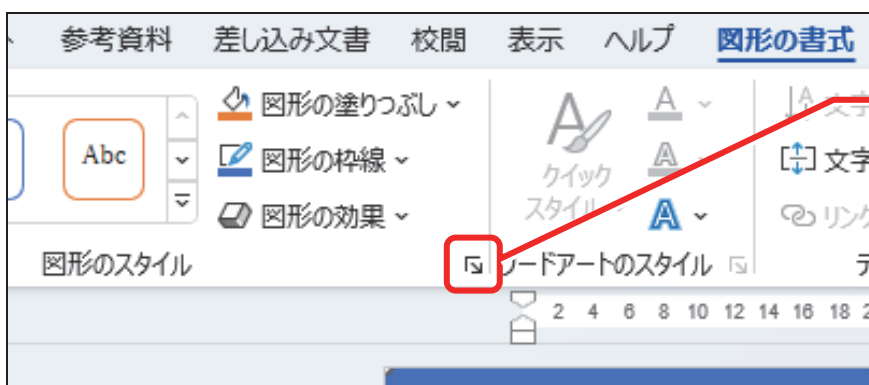 参考資料 差し込み文書 校閲 表示 ヘルプ 図形の書式
図形の塗りつぶし
Abc
図形の枠線
図形の効果
クイック
スタイル
文字
文字
リンク
図形のスタイル ワードアートのスタイル
2 4 6 8 10 12 14 16 18